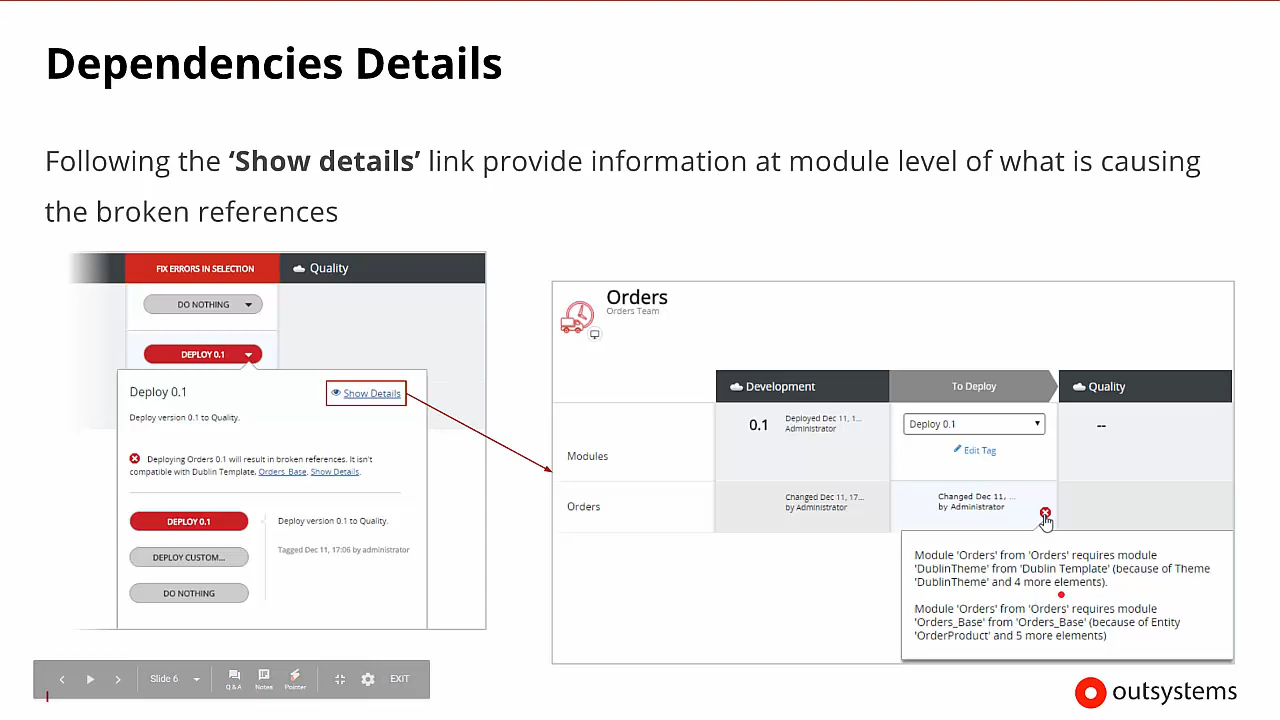 Dependencies Details
Following the ‘Show details’ link provide information at module level of what is causing
the broken references
FIX ERRORS IN SELECTION
Quality
DO NOTHING
DEPLOY 0.1
Deploy 0.1
Show Details
Deploy version 0.1 to Quality.
Deploying Orders 0.1 will result in broken references. It isn't
compatible with Dublin Template, Orders_Base. Show Details.
DEPLOY 0.1
Deploy version 0.1 to Quality.
Tagged Dec 11, 17:06 by administrator
DEPLOY CUSTOM...
DO NOTHING
Orders
Orders Team
Development
To Deploy
Quality
Modules
0.1
Deployed Dec 11, 1...
Administrator
Deploy 0.1
Edit Tag
--
Orders
Changed Dec 11, 17...
by Administrator
Changed Dec 11, ...
by Administrator
Module 'Orders' from 'Orders' requires module
'DublinTheme' from 'Dublin Template' (because of Theme
'DublinTheme' and 4 more elements).
Module 'Orders' from 'Orders' requires module
'Orders_Base' from 'Orders_Base' (because of Entity
'OrderProduct' and 5 more elements)
Slide 6
Q & A
Notes
Pointer
EXIT
outsystems